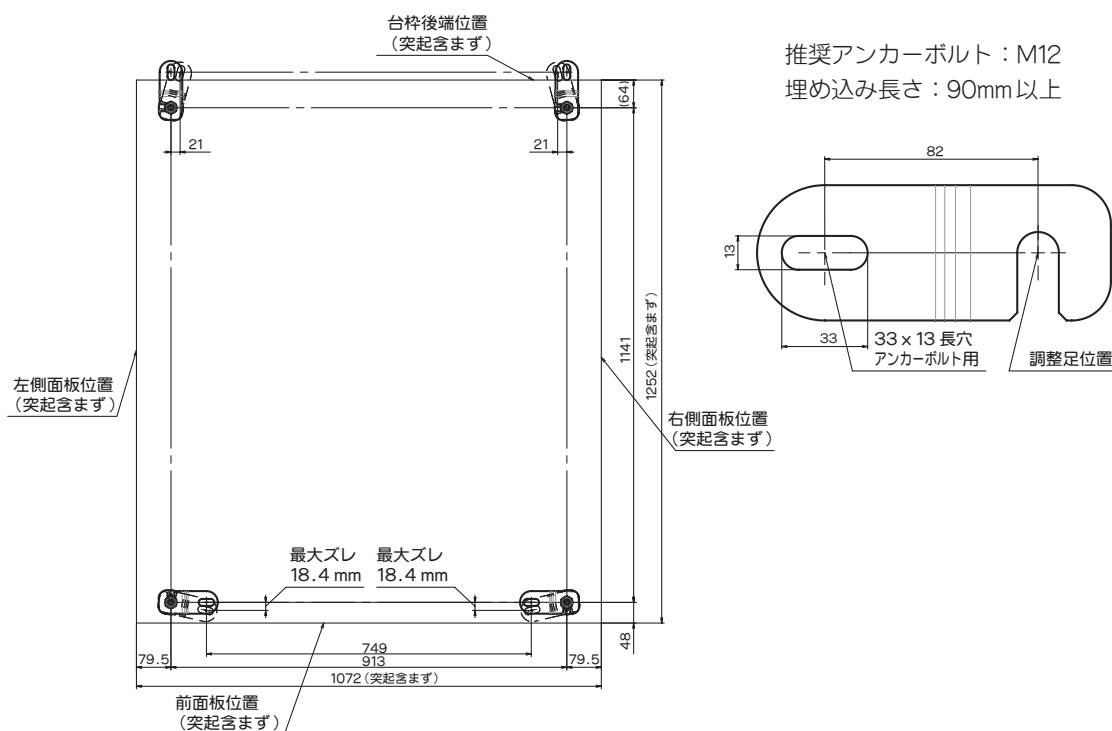 台枠後端位置
（突起含まず）
推奨アンカーボルト：M12
埋め込み長さ：90mm以上
(64)
21
21
82
13
33
33 x 13 長穴
アンカーボルト用
調整足位置
1141
1252（突起含まず）
左側面板位置
（突起含まず）
右側面板位置
（突起含まず）
最大ズレ
18.4 mm
最大ズレ
18.4 mm
48
749
79.5
913
79.5
1072（突起含まず）
前面板位置
（突起含まず）